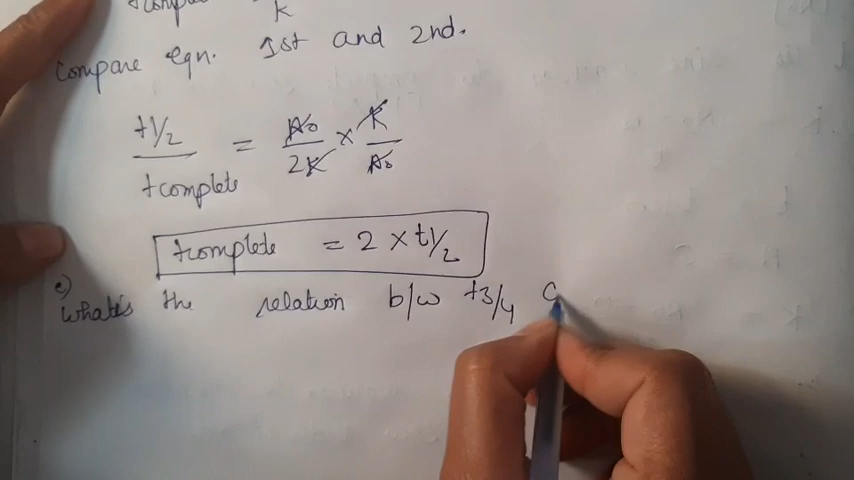 tcomple
k
compare eqn. 1st and 2nd.
t1/2 / tcomplete = A₀/2k × k/A₀
tcomplete = 2 × t1/2
e)
what's the relation b/w t3/4